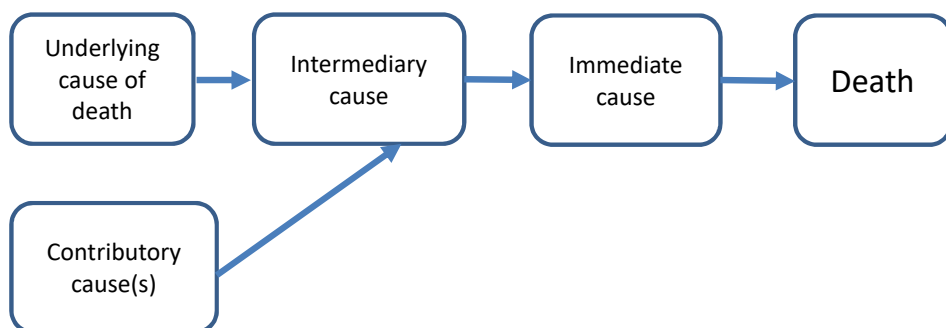 Underlying
cause of
death
Intermediary
cause
Immediate
cause
Death
Contributory
cause(s)